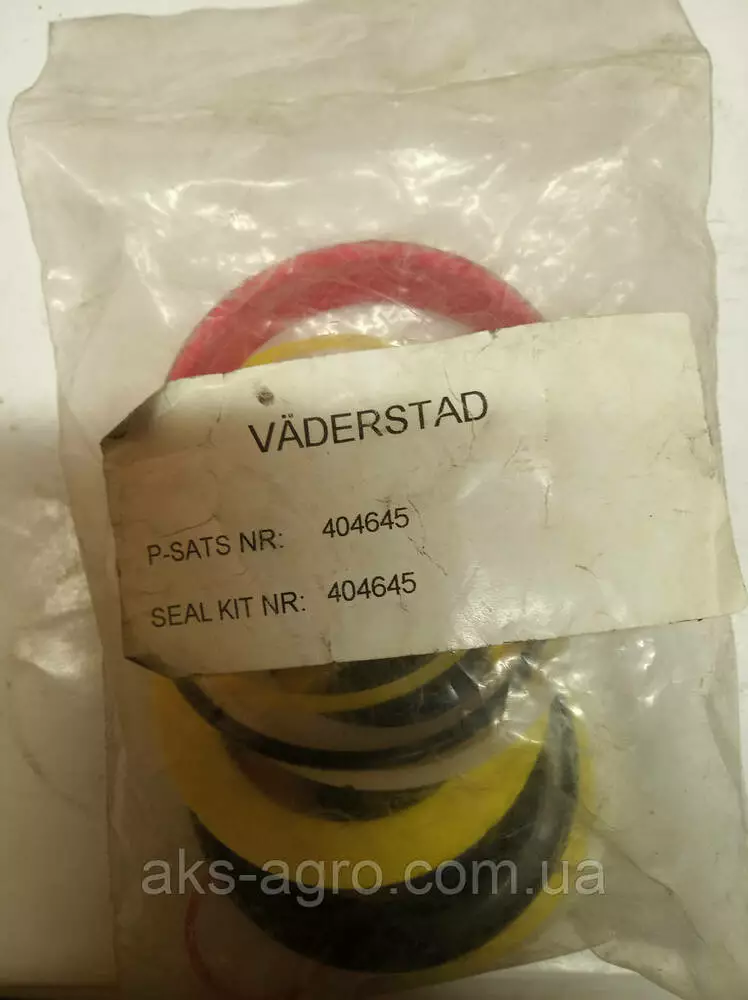 VÄDERSTAD
P-SATS NR: 404645
SEAL KIT NR: 404645
aks-agro.com.ua